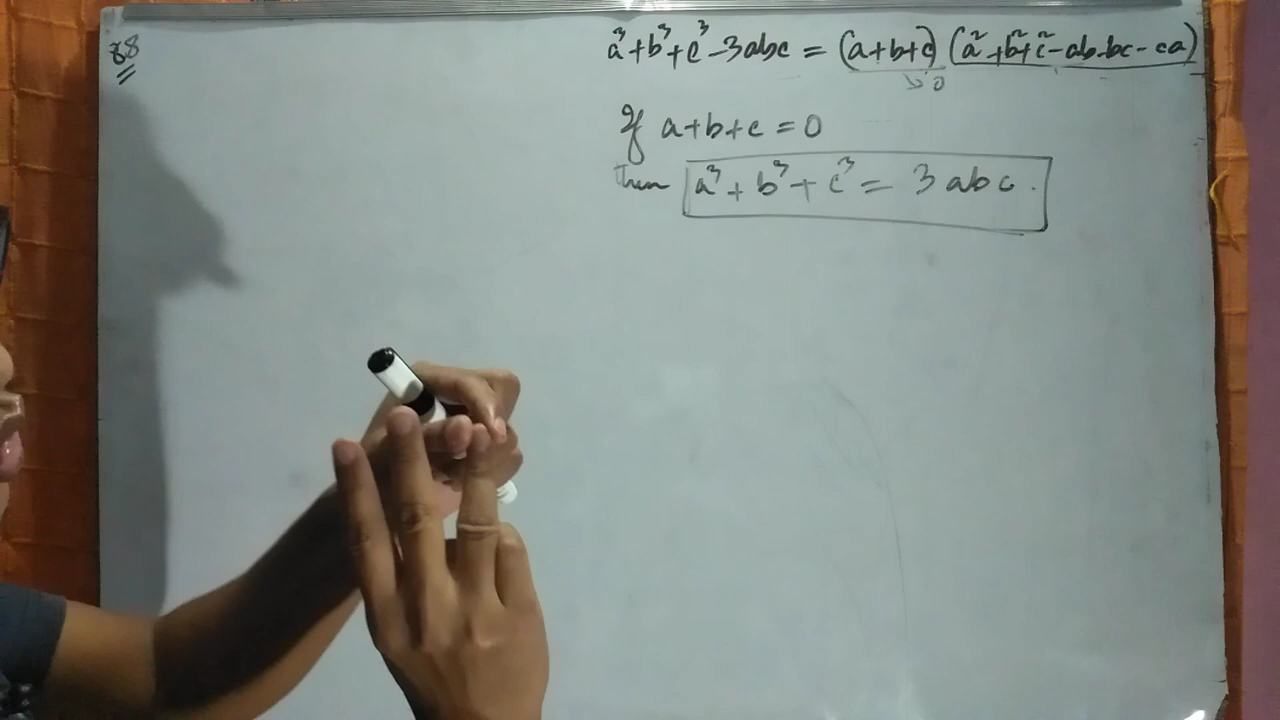 88
a³+b³+c³-3abc = (a+b+c) (a²+b²+c²-ab-bc-ca)
If a+b+c = 0
then a³+b³+c³ = 3abc.